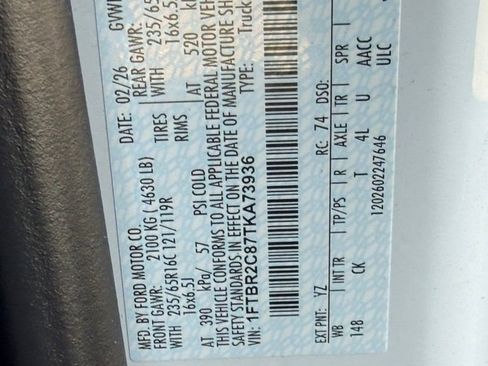 MFD. BY FORD MOTOR CO.
DATE: 02/26 GVWR
FRONT GAWR: 2100 KG ( 4630 LB) REAR GAWR:
WITH 235/65R16C 121/119R TIRES WITH 235/65
16x6.5J RIMS 16x6.5
AT 390 kPa/ 57 PSI COLD AT 520
THIS VEHICLE CONFORMS TO ALL APPLICABLE FEDERAL MOTOR VEH
SAFETY STANDARDS IN EFFECT ON THE DATE OF MANUFACTURE SH
VIN: 1FTBR2C87TKA73936 Truck
EXT PNT: YZ RC: 74 DSO:
WB INT TR TP/PS R AXLE TR SPR
148 CK T 4L U AACC
1202602247646 ULC